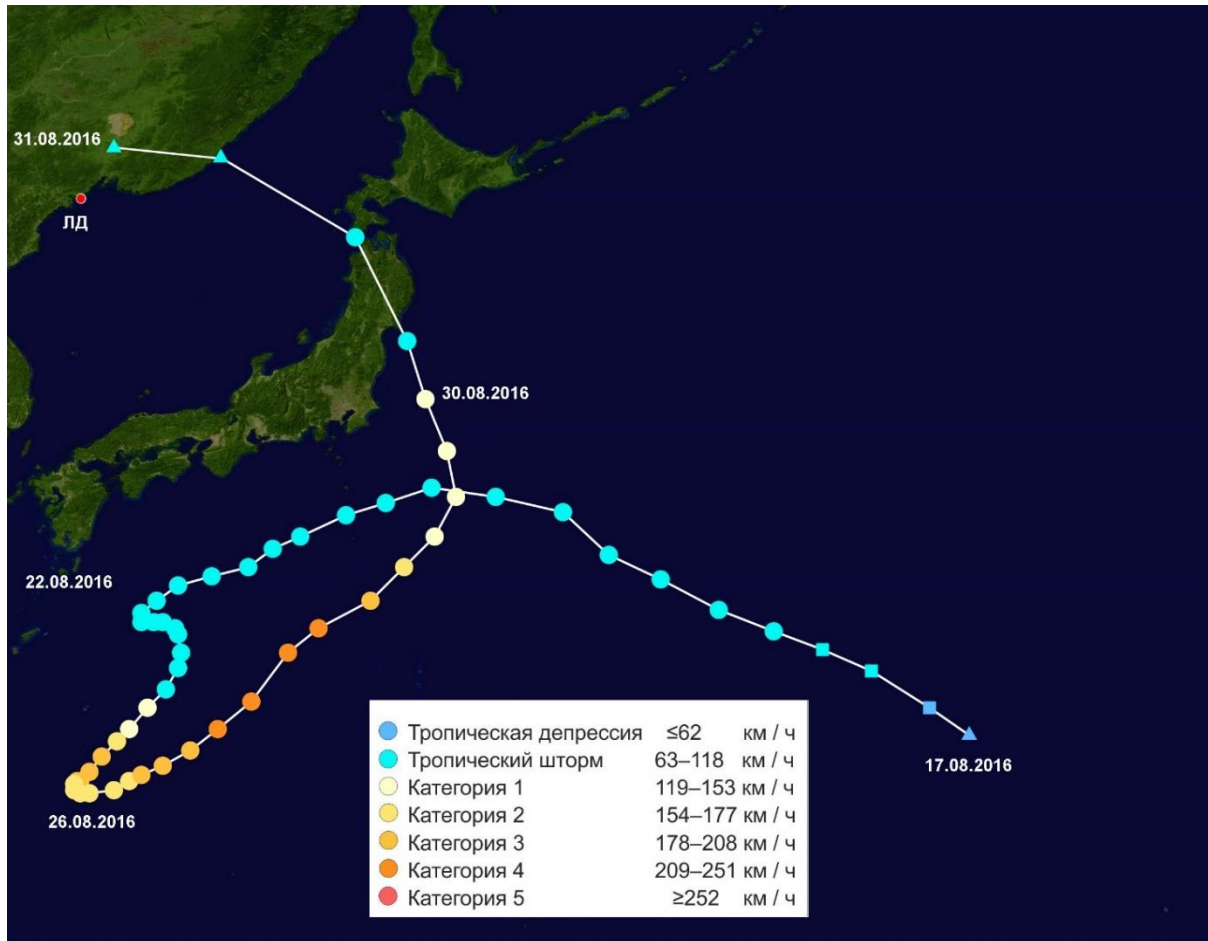 31.08.2016
ЛД
30.08.2016
22.08.2016
17.08.2016
26.08.2016
Тропическая депрессия ≤62 км / ч
Тропический шторм 63–118 км / ч
Категория 1 119–153 км / ч
Категория 2 154–177 км / ч
Категория 3 178–208 км / ч
Категория 4 209–251 км / ч
Категория 5 ≥252 км / ч